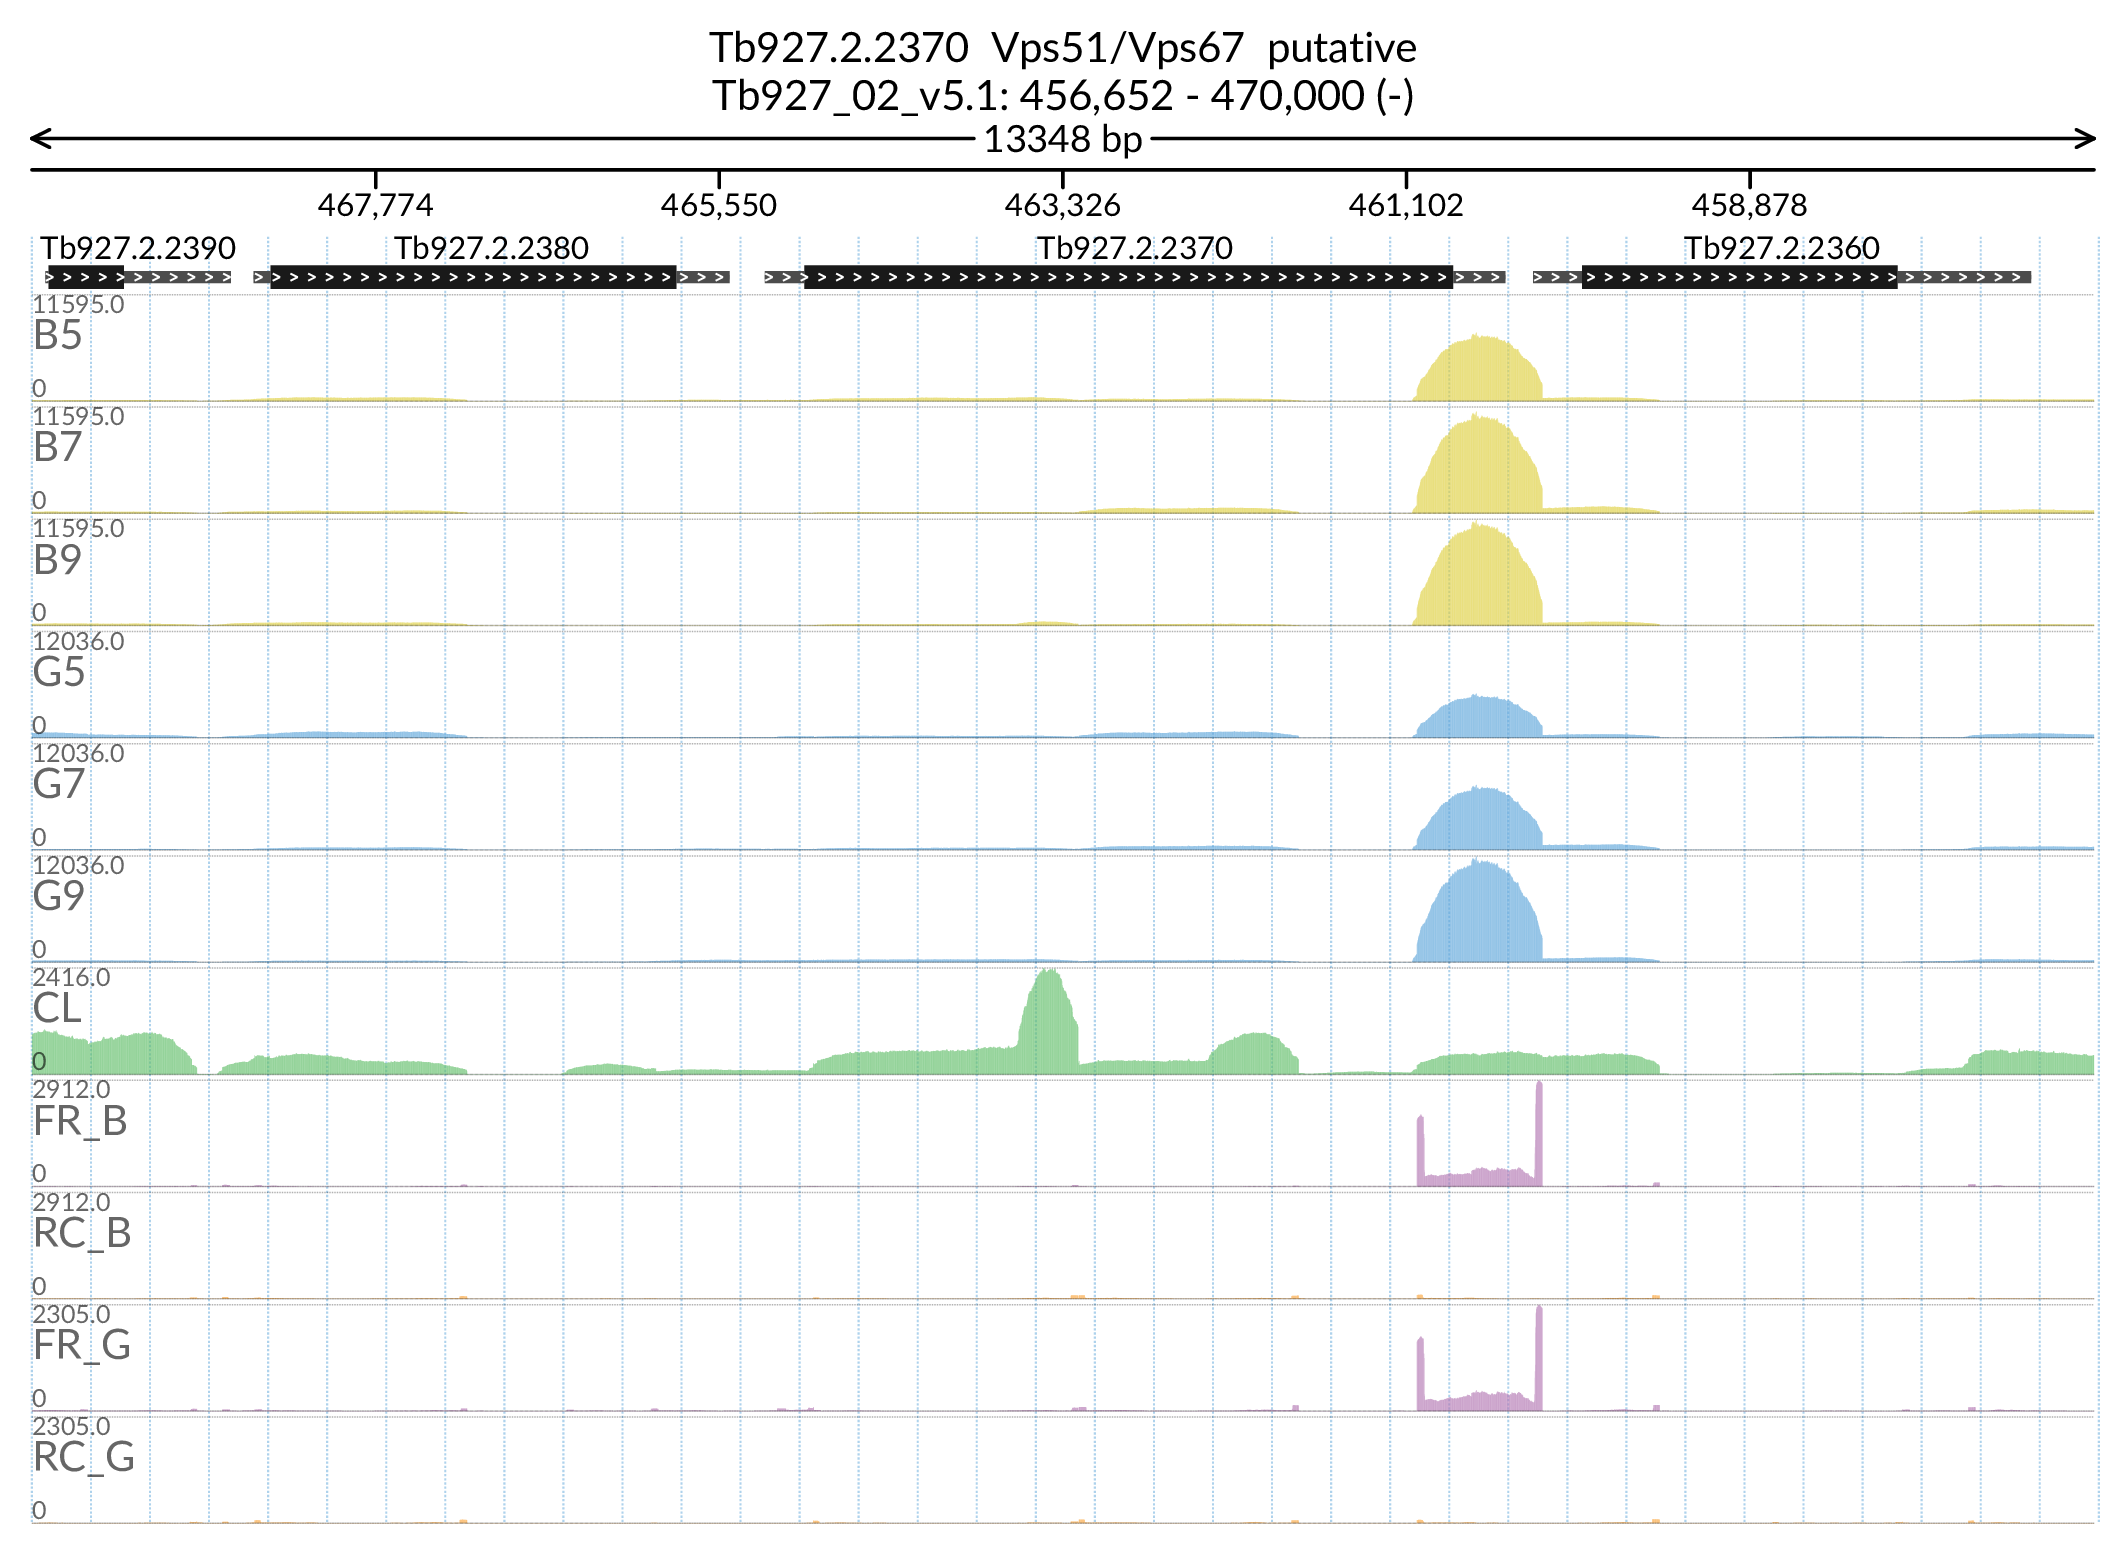 Tb927.2.2370 Vps51/Vps67 putative
Tb927_02_v5.1: 456,652 - 470,000 (-)
13348 bp
467,774 465,550 463,326 461,102 458,878
Tb927.2.2390 Tb927.2.2380 Tb927.2.2370 Tb927.2.2360
11595.0
B5
0
11595.0
B7
0
11595.0
B9
0
12036.0
G5
0
12036.0
G7
0
12036.0
G9
0
2416.0
CL
0
2912.0
FR_B
0
2912.0
RC_B
0
2305.0
FR_G
0
2305.0
RC_G
0